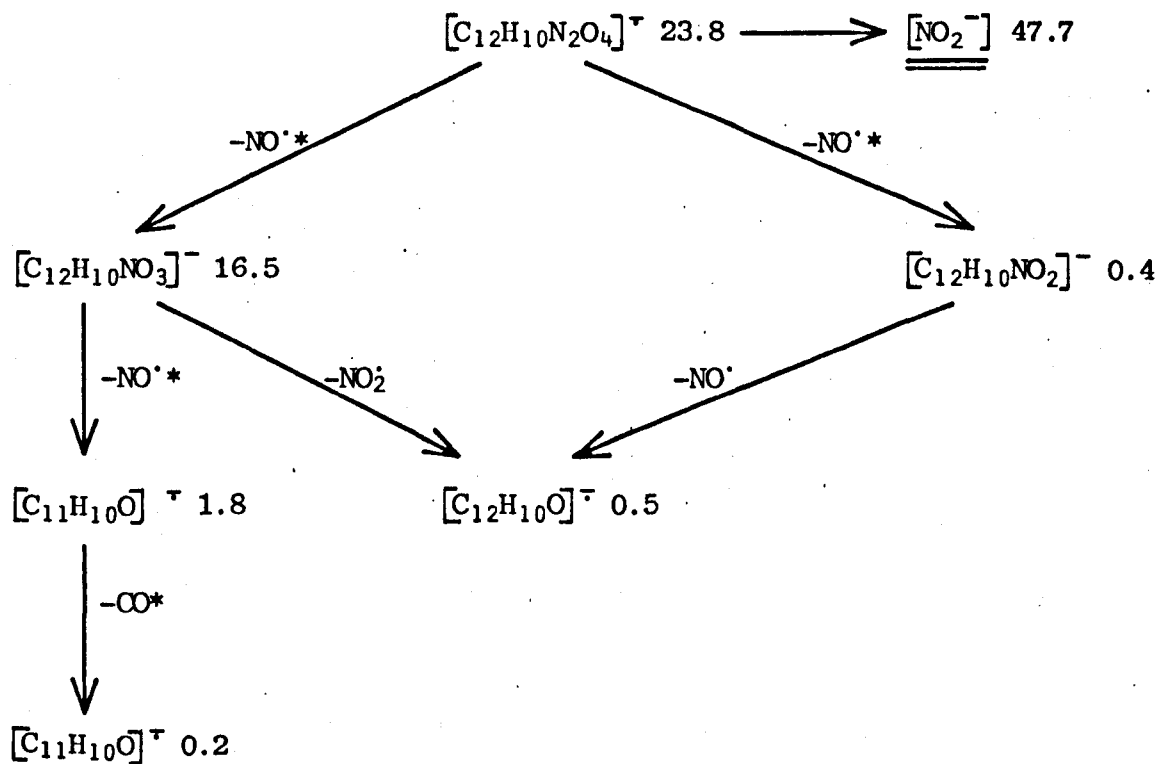 [C₁₂H₁₀N₂O₄]⁻̇ 23.8 → [NO₂⁻] 47.7
-NO˙* -NO˙*
[C₁₂H₁₀NO₃]⁻ 16.5 [C₁₂H₁₀NO₂]⁻ 0.4
-NO˙* -NO₂˙ -NO˙
[C₁₁H₁₀O]⁻̇ 1.8 [C₁₂H₁₀O]⁻̇ 0.5
-CO*
[C₁₁H₁₀O]⁻̇ 0.2